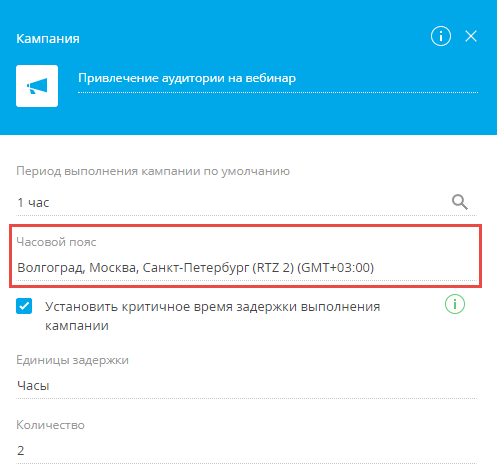 Кампания
Привлечение аудитории на вебинар
Период выполнения кампании по умолчанию
1 час
Часовой пояс
Волгоград, Москва, Санкт-Петербург (RTZ 2) (GMT+03:00)
Установить критичное время задержки выполнения
кампании
Единицы задержки
Часы
Количество
2